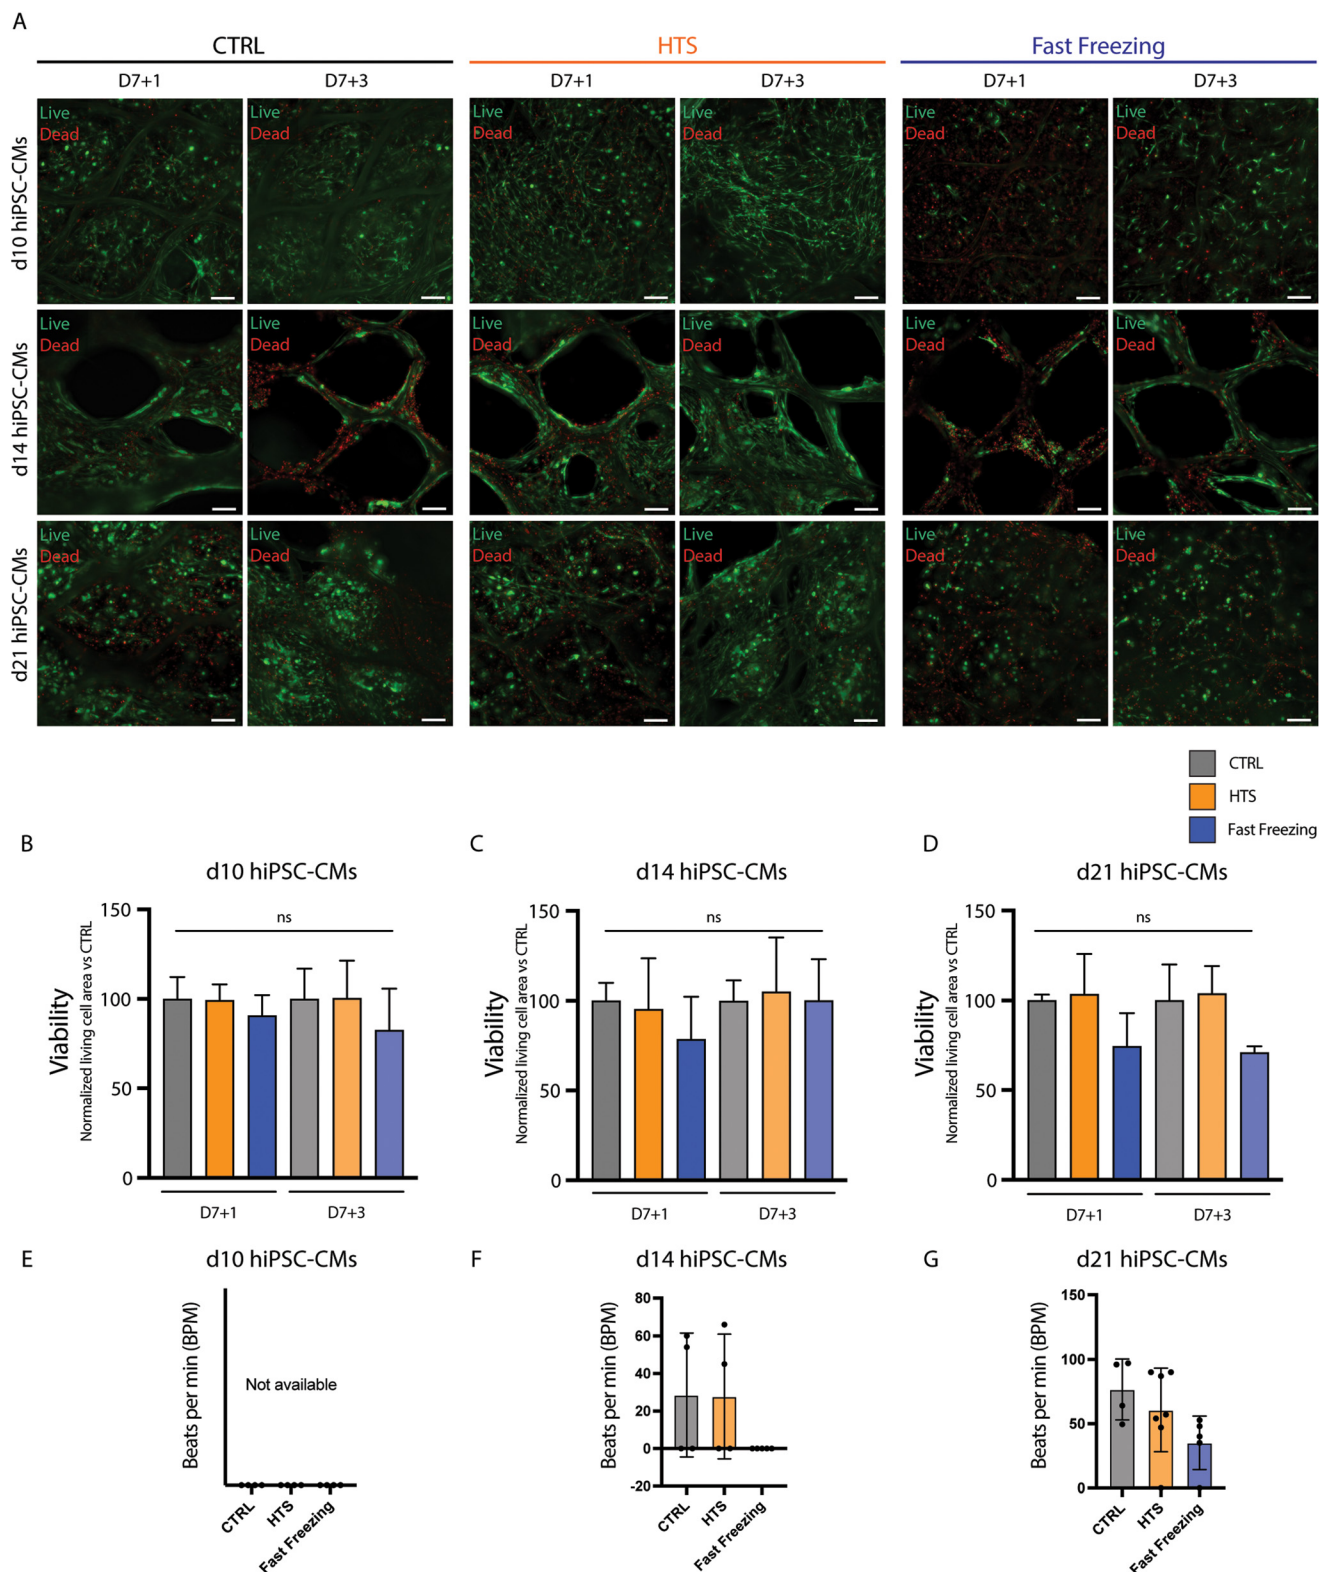 A
CTRL HTS Fast Freezing
D7+1 D7+3 D7+1 D7+3 D7+1 D7+3
d10 hiPSC-CMs
Live Live Live Live Live Live
Dead Dead Dead Dead Dead Dead
d14 hiPSC-CMs
Live Live Live Live Live Live
Dead Dead Dead Dead Dead Dead
d21 hiPSC-CMs
Live Live Live Live Live Live
Dead Dead Dead Dead Dead Dead
CTRL
HTS
Fast Freezing
B
d10 hiPSC-CMs
Viability
Normalized living cell area vs CTRL
150
100
50
0
ns
D7+1 D7+3
C
d14 hiPSC-CMs
Viability
Normalized living cell area vs CTRL
150
100
50
0
ns
D7+1 D7+3
D
d21 hiPSC-CMs
Viability
Normalized living cell area vs CTRL
150
100
50
0
ns
D7+1 D7+3
E
d10 hiPSC-CMs
Beats per min (BPM)
Not available
CTRL
HTS
Fast Freezing
F
d14 hiPSC-CMs
Beats per min (BPM)
80
60
40
20
0
-20
CTRL
HTS
Fast Freezing
G
d21 hiPSC-CMs
Beats per min (BPM)
150
100
50
0
CTRL
HTS
Fast Freezing